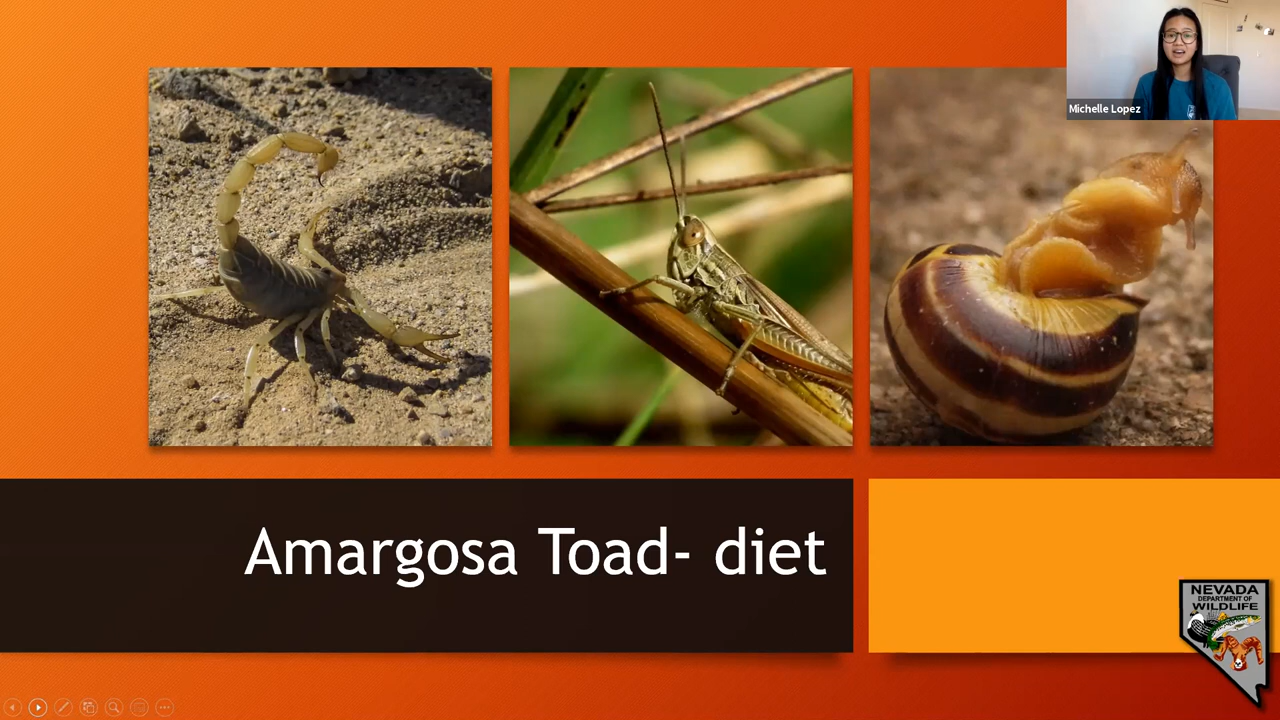 Michelle Lopez
Amargosa Toad- diet
NEVADA
DEPARTMENT OF
WILDLIFE